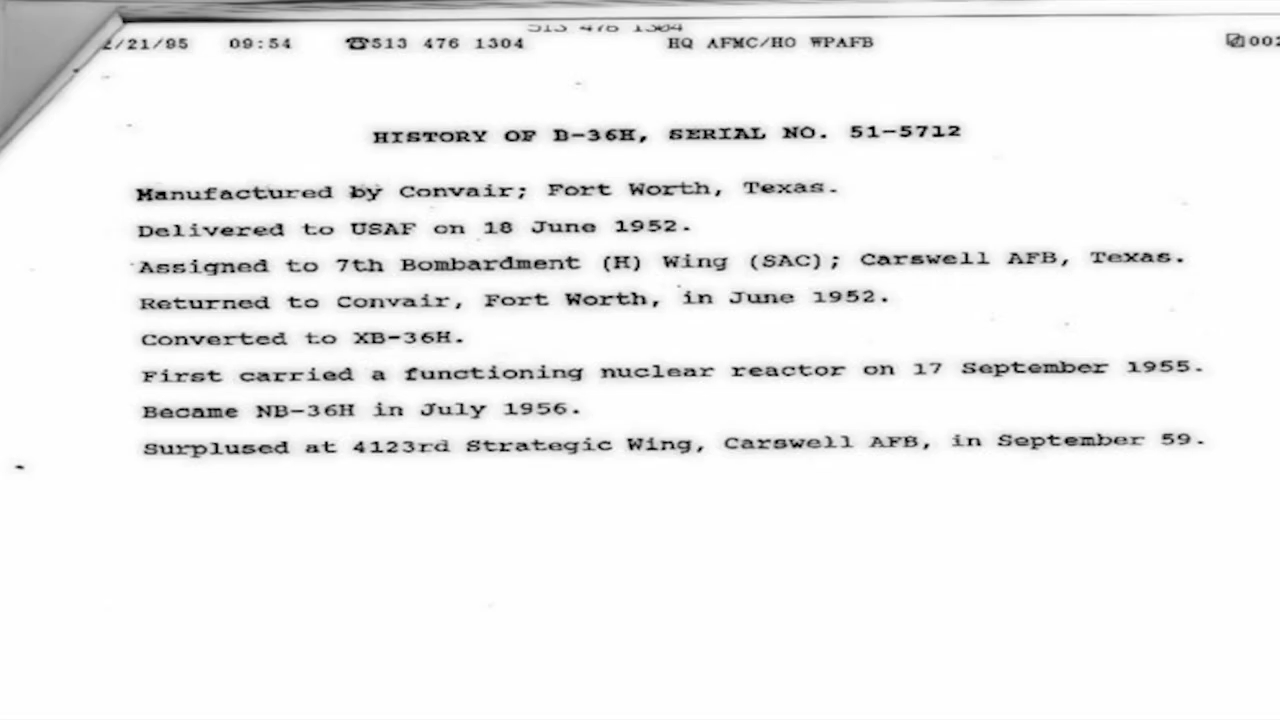 513 476 1304
2/21/95 09:54 ☎513 476 1304 HQ AFMC/HO WPAFB 002
HISTORY OF B-36H, SERIAL NO. 51-5712
Manufactured by Convair; Fort Worth, Texas.
Delivered to USAF on 18 June 1952.
Assigned to 7th Bombardment (H) Wing (SAC); Carswell AFB, Texas.
Returned to Convair, Fort Worth, in June 1952.
Converted to XB-36H.
First carried a functioning nuclear reactor on 17 September 1955.
Became NB-36H in July 1956.
Surplused at 4123rd Strategic Wing, Carswell AFB, in September 59.